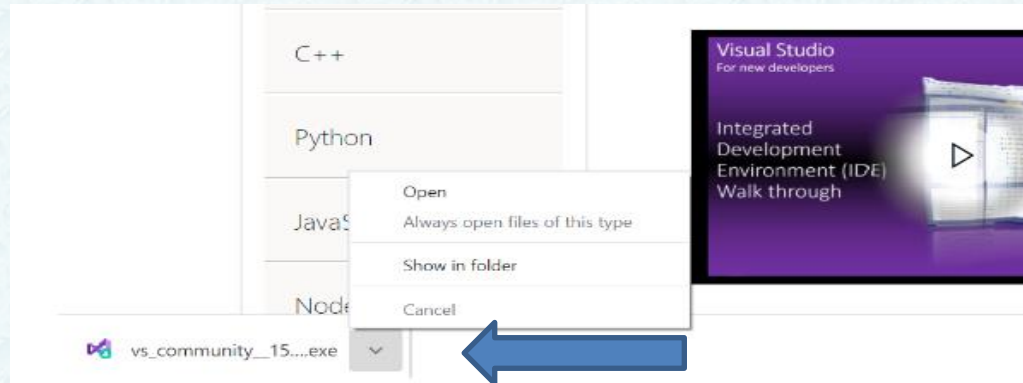 C++
Python
JavaS
Node
Open
Always open files of this type
Show in folder
Cancel
vs_community__15....exe
Visual Studio
For new developers
Integrated
Development
Environment (IDE)
Walk through